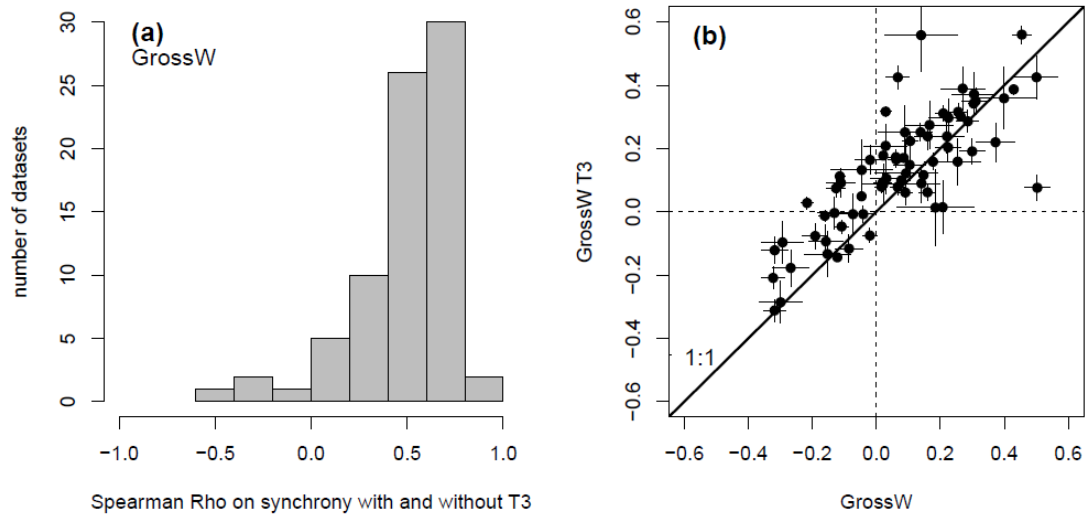 (a)
GrossW
number of datasets
30
25
20
15
10
5
0
−1.0 −0.5 0.0 0.5 1.0
Spearman Rho on synchrony with and without T3
(b)
GrossW T3
0.6
0.4
0.2
0.0
−0.2
−0.4
−0.6
1:1
−0.6 −0.4 −0.2 0.0 0.2 0.4 0.6
GrossW